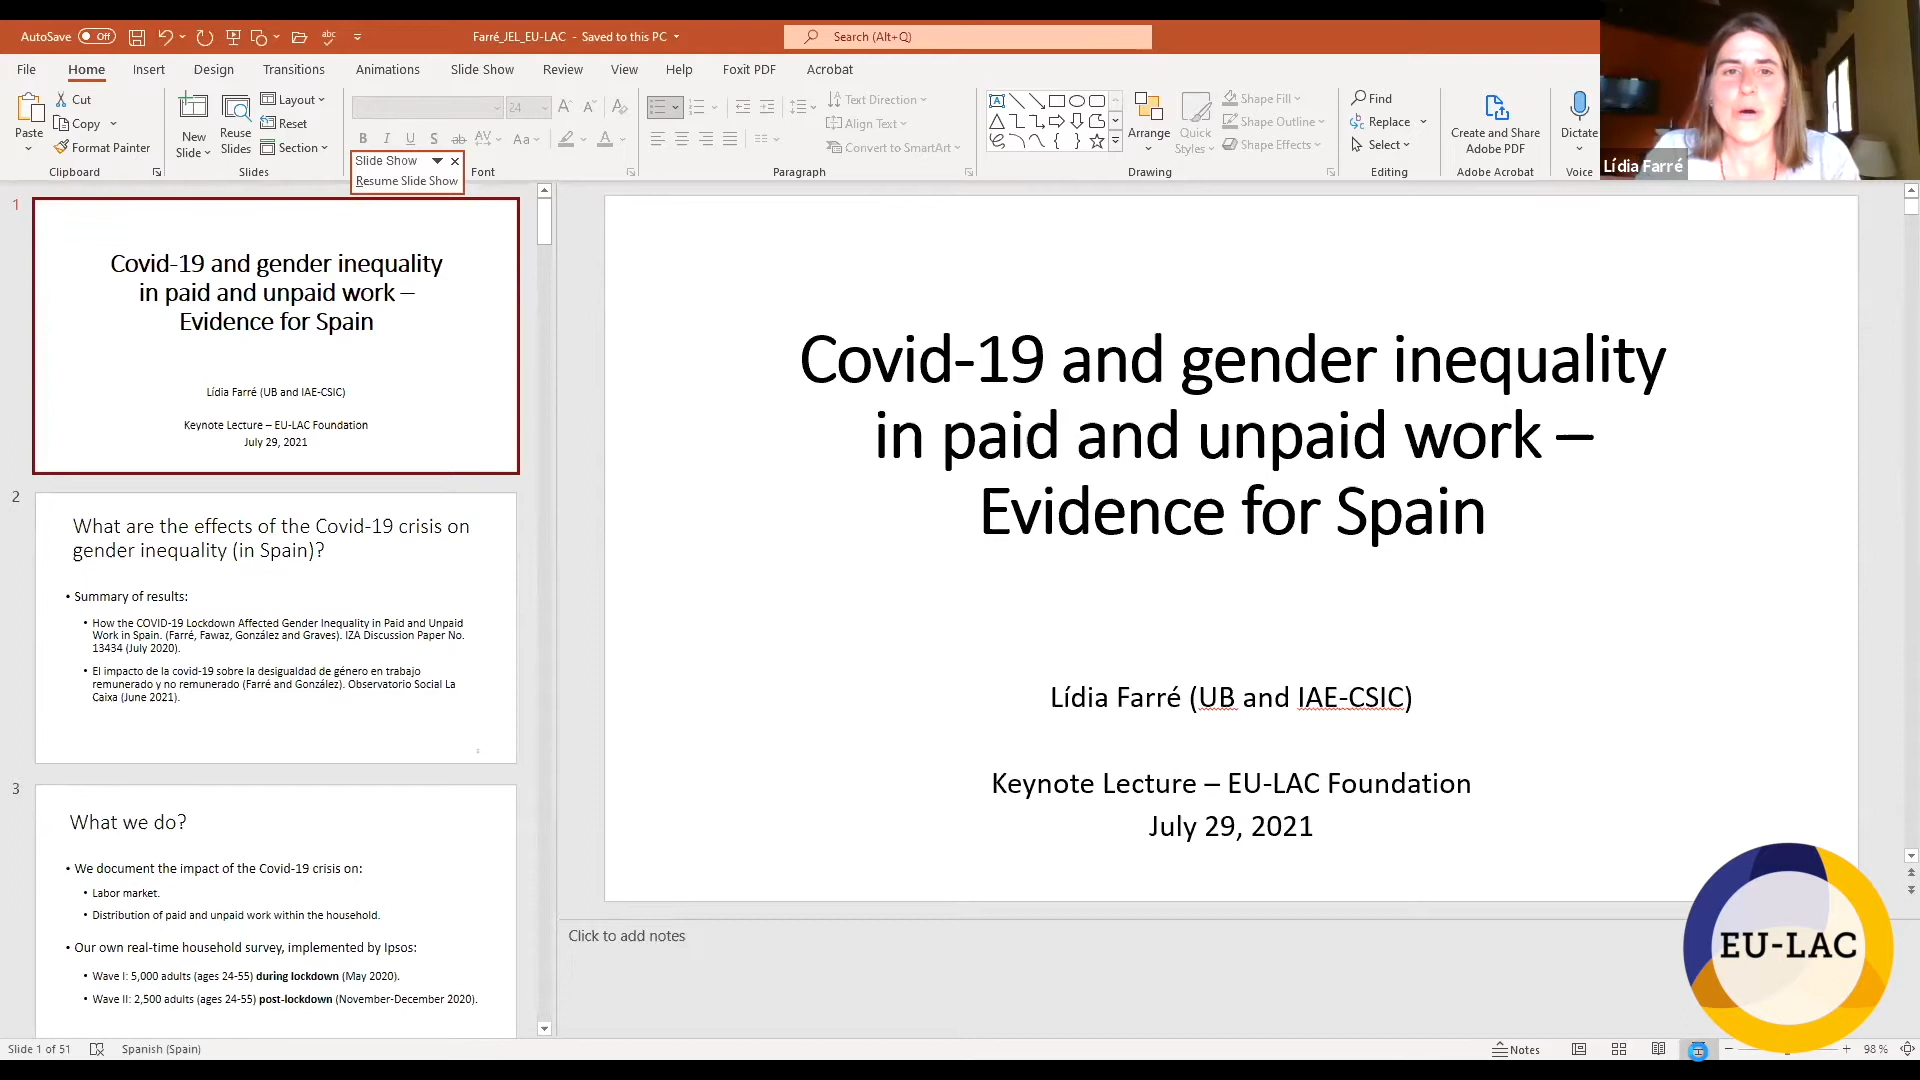 AutoSave Off
Farré_JEL_EU-LAC - Saved to this PC
Search (Alt+Q)
File Home Insert Design Transitions Animations Slide Show Review View Help Foxit PDF Acrobat
Paste
Cut
Copy
Format Painter
Clipboard
New Slide
Reuse Slides
Layout
Reset
Section
Slides
24
Font
Slide Show
Resume Slide Show
Text Direction
Align Text
Convert to SmartArt
Paragraph
Arrange
Quick Styles
Shape Fill
Shape Outline
Shape Effects
Drawing
Find
Replace
Select
Editing
Create and Share
Adobe PDF
Adobe Acrobat
Dictate
Voice
Lídia Farré
1
Covid-19 and gender inequality
in paid and unpaid work –
Evidence for Spain
Lídia Farré (UB and IAE-CSIC)
Keynote Lecture – EU-LAC Foundation
July 29, 2021
2
What are the effects of the Covid-19 crisis on
gender inequality (in Spain)?
• Summary of results:
• How the COVID-19 Lockdown Affected Gender Inequality in Paid and Unpaid
Work in Spain. (Farré, Fawaz, González and Graves). IZA Discussion Paper No.
13434 (July 2020).
• El impacto de la covid-19 sobre la desigualdad de género en trabajo
remunerado y no remunerado (Farré and González). Observatorio Social La
Caixa (June 2021).
3
What we do?
• We document the impact of the Covid-19 crisis on:
• Labor market.
• Distribution of paid and unpaid work within the household.
• Our own real-time household survey, implemented by Ipsos:
• Wave I: 5,000 adults (ages 24-55) during lockdown (May 2020).
• Wave II: 2,500 adults (ages 24-55) post-lockdown (November-December 2020).
Covid-19 and gender inequality
in paid and unpaid work –
Evidence for Spain
Lídia Farré (UB and IAE-CSIC)
Keynote Lecture – EU-LAC Foundation
July 29, 2021
Click to add notes
EU-LAC
Slide 1 of 51
Spanish (Spain)
Notes
98 %